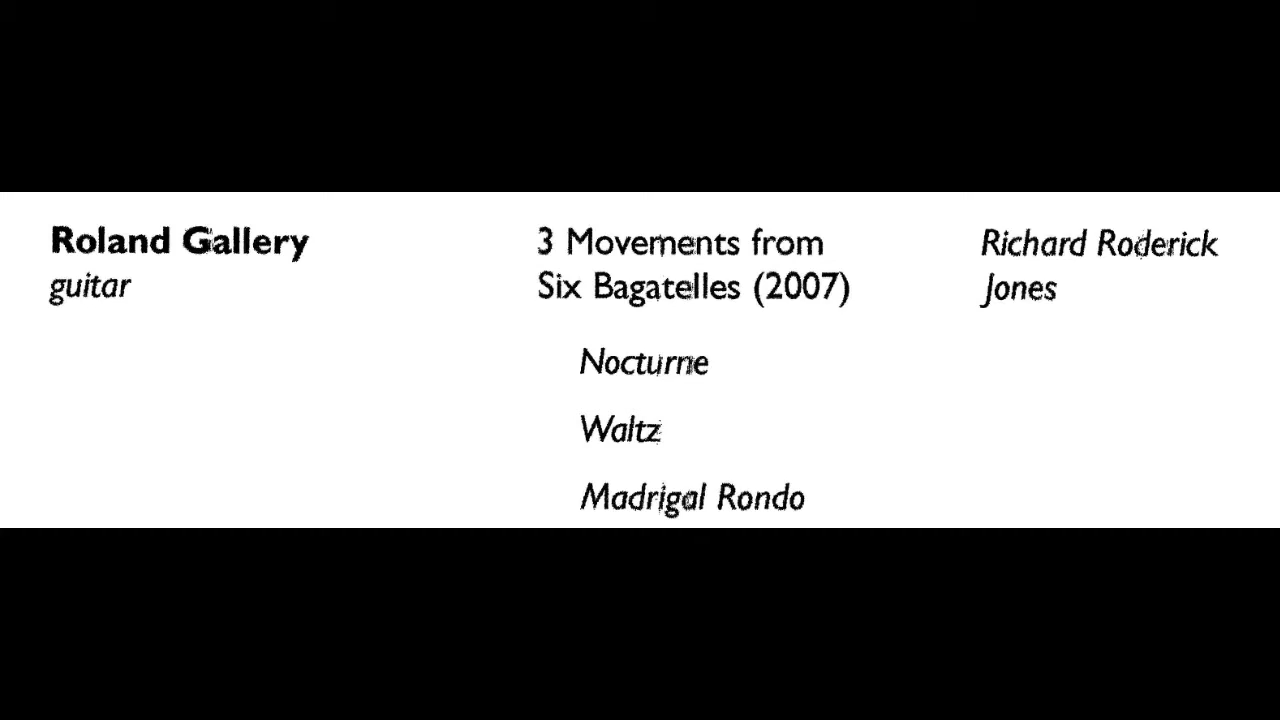 Roland Gallery
guitar
3 Movements from
Six Bagatelles (2007)
Nocturne
Waltz
Madrigal Rondo
Richard Roderick
Jones